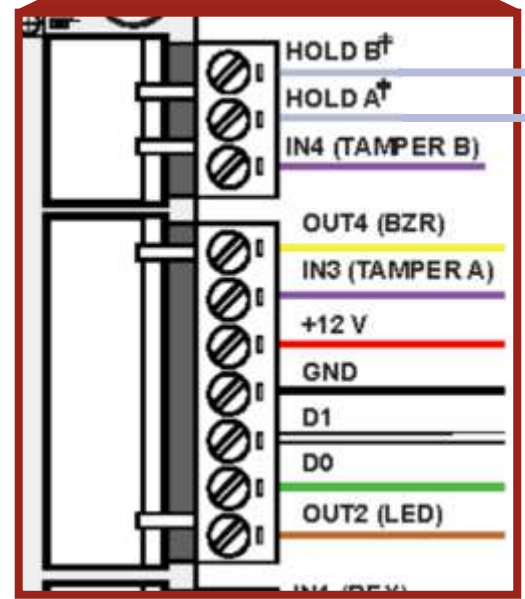 HOLD B†
HOLD A†
IN4 (TAMPER B)
OUT4 (BZR)
IN3 (TAMPER A)
+12 V
GND
D1
D0
OUT2 (LED)